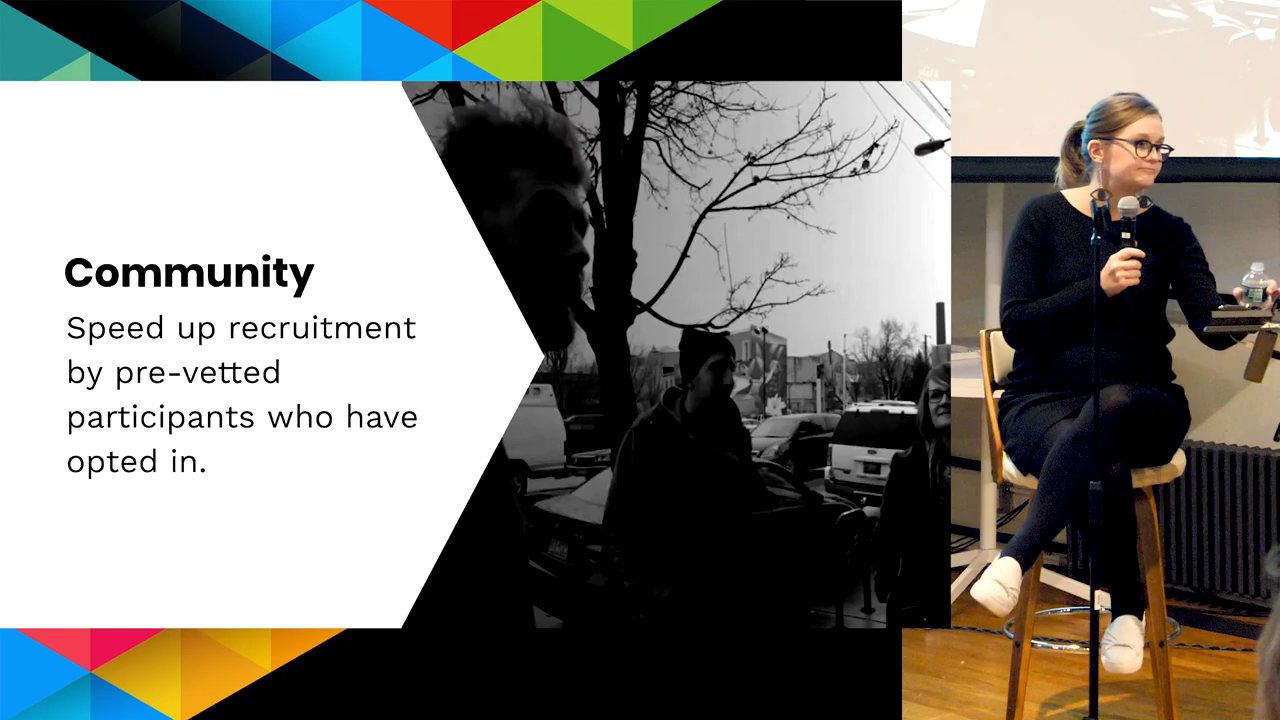 Community
Speed up recruitment
by pre-vetted
participants who have
opted in.